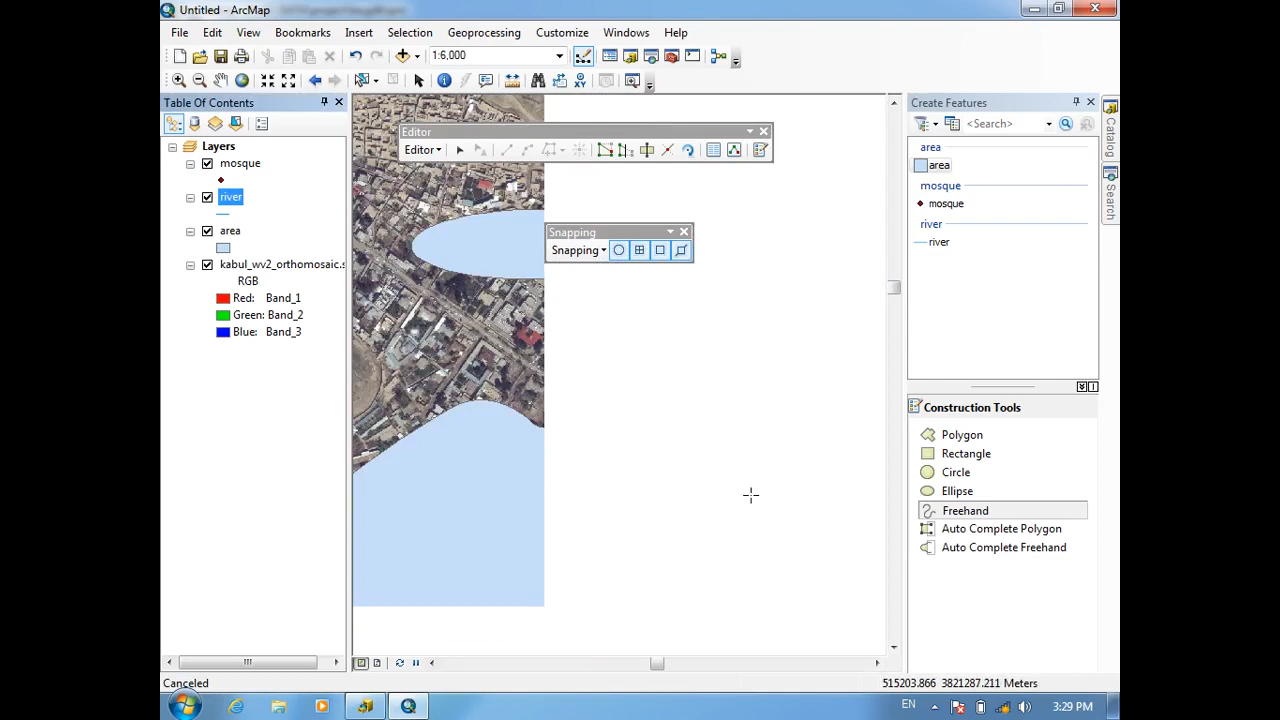 Untitled - ArcMap
File Edit View Bookmarks Insert Selection Geoprocessing Customize Windows Help
1:6,000
Table Of Contents
Layers
mosque
river
area
kabul_wv2_orthomosaic.s
RGB
Red: Band_1
Green: Band_2
Blue: Band_3
Editor
Editor
Snapping
Snapping
Create Features
<Search>
area
area
mosque
mosque
river
river
Construction Tools
Polygon
Rectangle
Circle
Ellipse
Freehand
Auto Complete Polygon
Auto Complete Freehand
Catalog
Search
Canceled
515203.866 3821287.211 Meters
EN
3:29 PM